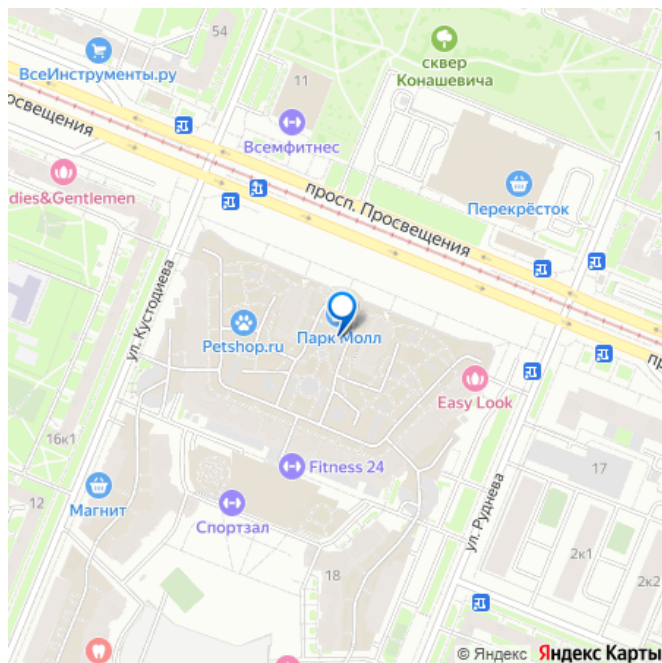 54
ВсеИнструменты.ру
11
сквер
Конашевича
Всемфитнес
освещения
dies&Gentlemen
просп. Просвещения
Перекрёсток
ул. Кустодиева
Petshop.ru
Парк Молл
Easy Look
16к1
Fitness 24
17
12
Магнит
Спортзал
ул. Руднева
2к1
18
2к2
© Яндекс Яндекс Карты